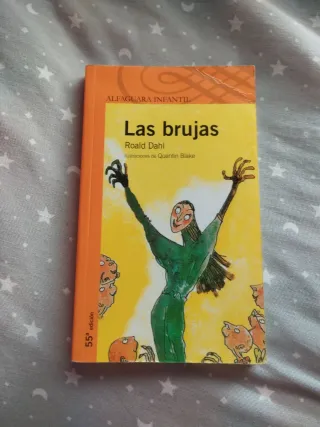 ALFAGUARA INFANTIL
Las brujas
Roald Dahl
Ilustraciones de Quentin Blake
55ª edición